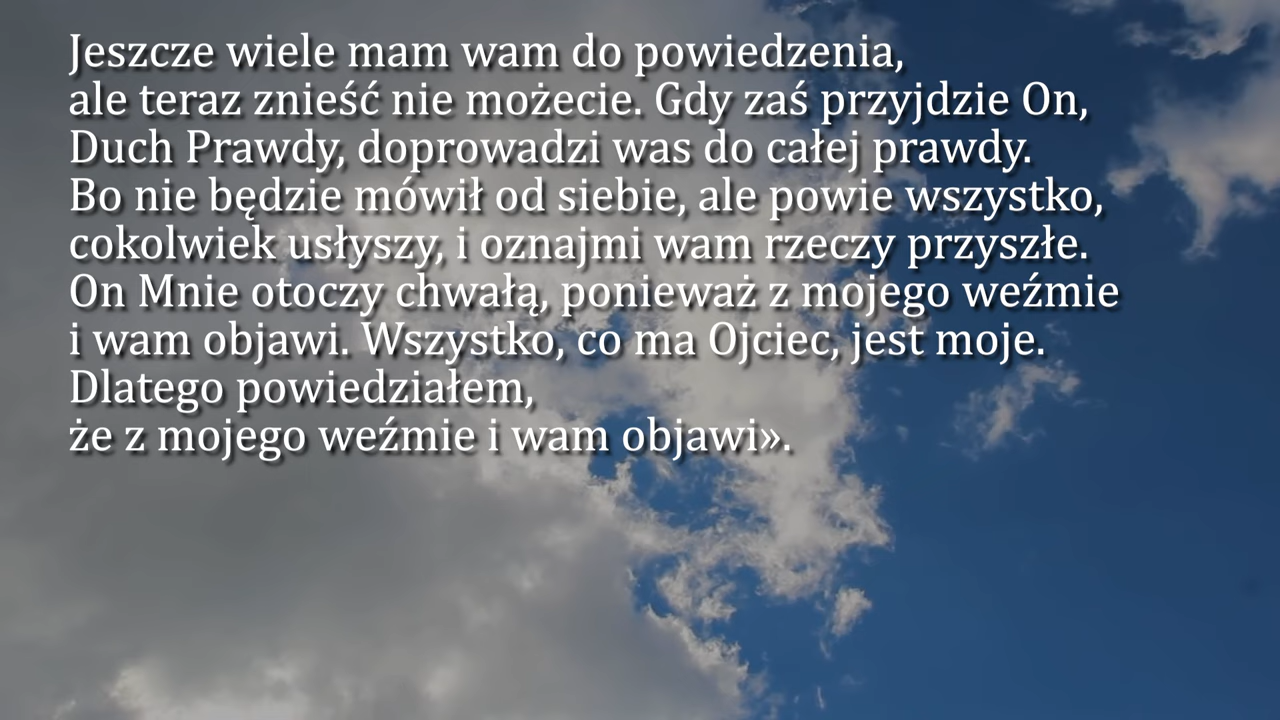 Jeszcze wiele mam wam do powiedzenia,
ale teraz znieść nie możecie. Gdy zaś przyjdzie On,
Duch Prawdy, doprowadzi was do całej prawdy.
Bo nie będzie mówił od siebie, ale powie wszystko,
cokolwiek usłyszy, i oznajmi wam rzeczy przyszłe.
On Mnie otoczy chwałą, ponieważ z mojego weźmie
i wam objawi. Wszystko, co ma Ojciec, jest moje.
Dlatego powiedziałem,
że z mojego weźmie i wam objawi».